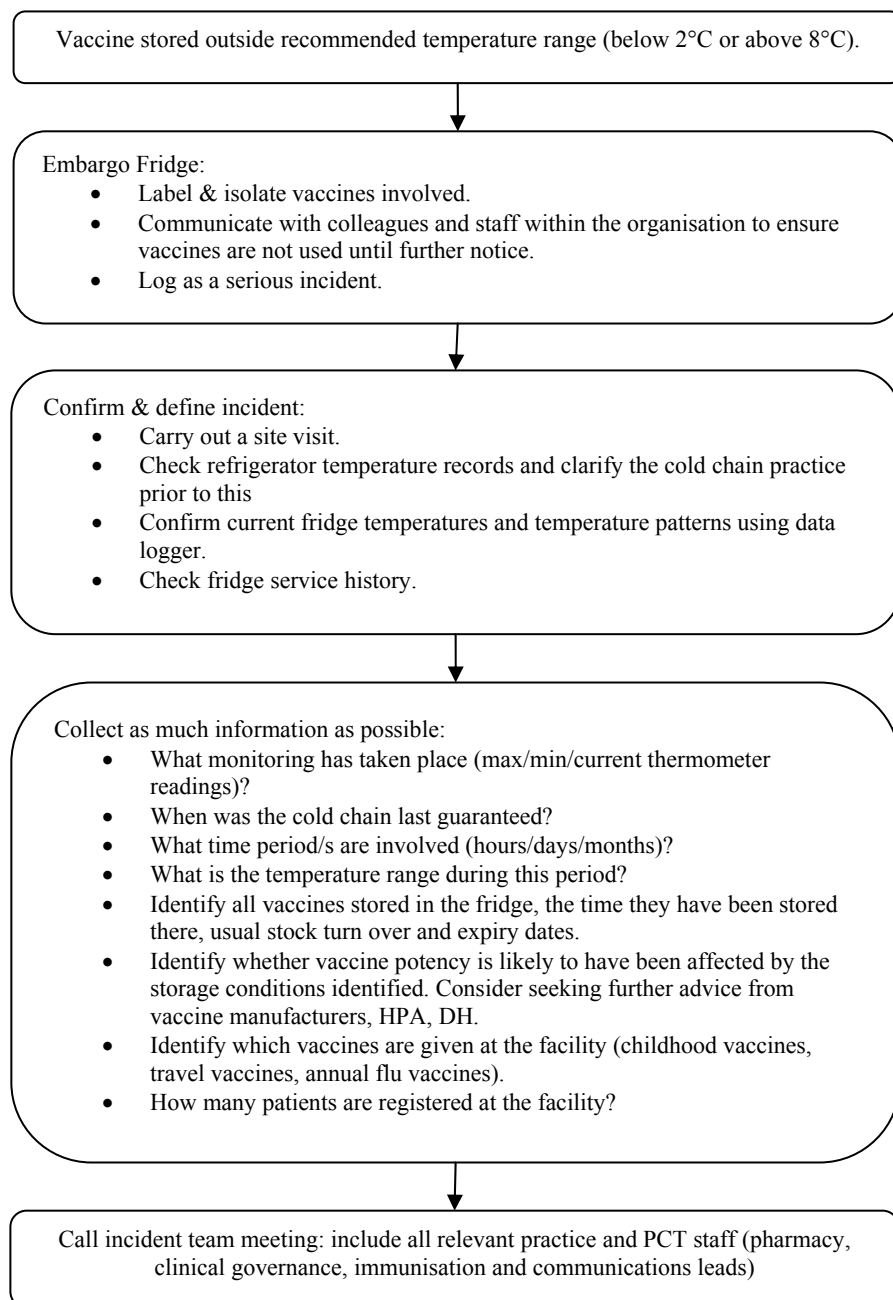 Vaccine stored outside recommended temperature range (below 2°C or above 8°C).
Embargo Fridge:
• Label & isolate vaccines involved.
• Communicate with colleagues and staff within the organisation to ensure
vaccines are not used until further notice.
• Log as a serious incident.
Confirm & define incident:
• Carry out a site visit.
• Check refrigerator temperature records and clarify the cold chain practice
prior to this
• Confirm current fridge temperatures and temperature patterns using data
logger.
• Check fridge service history.
Collect as much information as possible:
• What monitoring has taken place (max/min/current thermometer
readings)?
• When was the cold chain last guaranteed?
• What time period/s are involved (hours/days/months)?
• What is the temperature range during this period?
• Identify all vaccines stored in the fridge, the time they have been stored
there, usual stock turn over and expiry dates.
• Identify whether vaccine potency is likely to have been affected by the
storage conditions identified. Consider seeking further advice from
vaccine manufacturers, HPA, DH.
• Identify which vaccines are given at the facility (childhood vaccines,
travel vaccines, annual flu vaccines).
• How many patients are registered at the facility?
Call incident team meeting: include all relevant practice and PCT staff (pharmacy,
clinical governance, immunisation and communications leads)